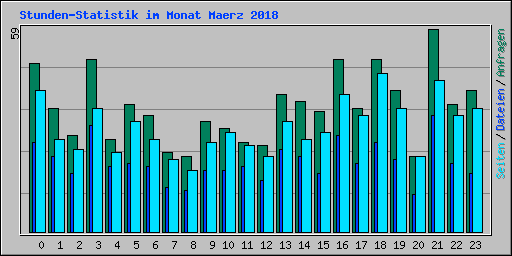 Stunden-Statistik im Monat Maerz 2018
59
Seiten / Dateien / Anfragen
0 1 2 3 4 5 6 7 8 9 10 11 12 13 14 15 16 17 18 19 20 21 22 23